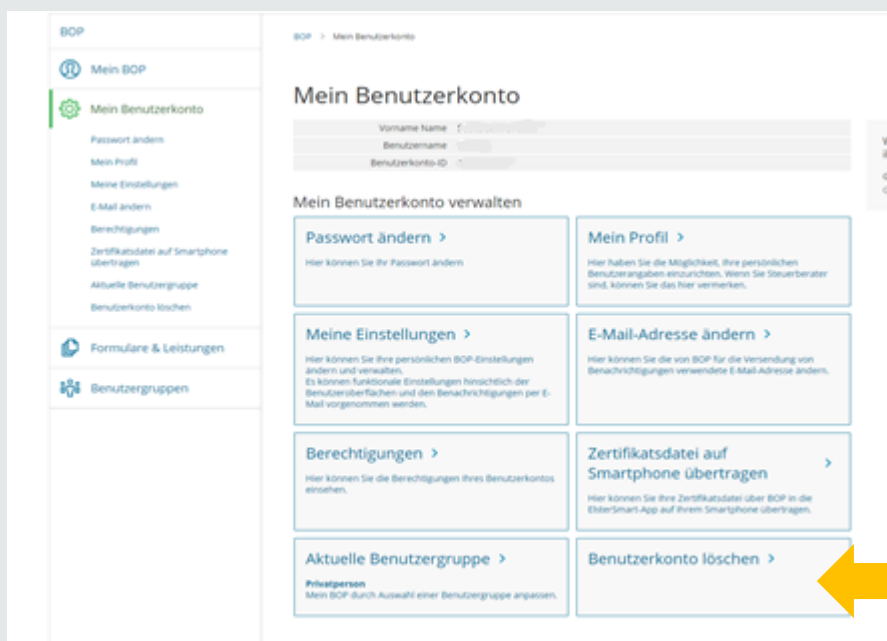 BOP
BOP > Mein Benutzerkonto
Mein BOP
Mein Benutzerkonto
Passwort ändern
Mein Profil
Meine Einstellungen
E-Mail ändern
Berechtigungen
Zertifikatsdatei auf Smartphone
übertragen
Aktuelle Benutzergruppe
Benutzerkonto löschen
Formulare & Leistungen
Benutzergruppen
Mein Benutzerkonto
Vorname Name
Benutzername
Benutzerkonto-ID
Mein Benutzerkonto verwalten
Passwort ändern >
Hier können Sie Ihr Passwort ändern
Mein Profil >
Hier haben Sie die Möglichkeit, Ihre persönlichen
Benutzerangaben einzurichten. Wenn Sie Steuerberater
sind, können Sie das hier vermerken.
Meine Einstellungen >
Hier können Sie Ihre persönlichen BOP-Einstellungen
ändern und verwalten.
Es können funktionale Einstellungen hinsichtlich der
Benutzeroberflächen und den Benachrichtigungen per E-
Mail vorgenommen werden.
E-Mail-Adresse ändern >
Hier können Sie die von BOP für die Versendung von
Benachrichtigungen verwendete E-Mail-Adresse ändern.
Berechtigungen >
Hier können Sie die Berechtigungen Ihres Benutzerkontos
einsehen.
Zertifikatsdatei auf
Smartphone übertragen >
Hier können Sie Ihre Zertifikatsdatei über BOP in die
ElsterSmart-App auf Ihrem Smartphone übertragen.
Aktuelle Benutzergruppe >
Privatperson
Mein BOP durch Auswahl einer Benutzergruppe anpassen.
Benutzerkonto löschen >